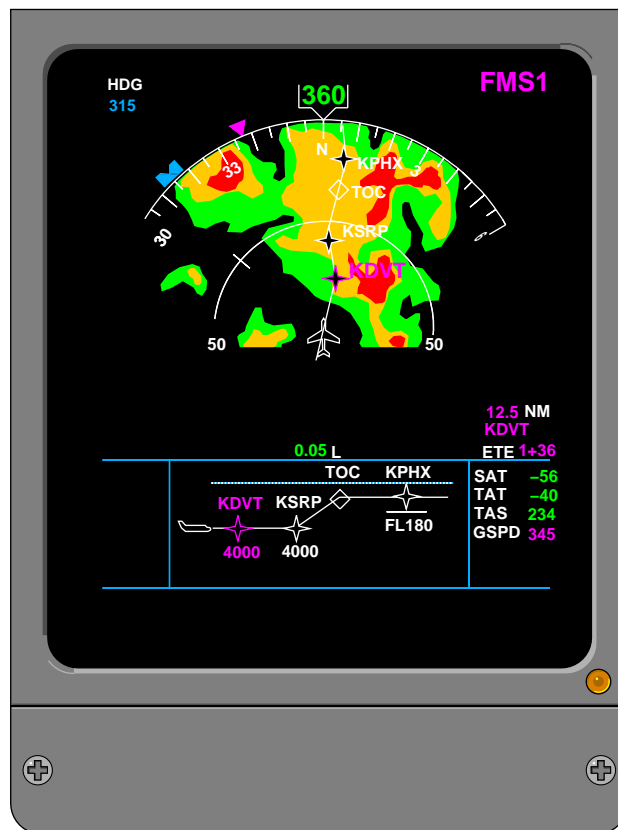 HDG
315
FMS1
360
N
33
3
30
6
KPHX
TOC
KSRP
KDVT
50
50
12.5 NM
KDVT
ETE 1+36
0.05 L
TOC KPHX
KDVT KSRP
FL180
4000 4000
SAT −56
TAT −40
TAS 234
GSPD 345